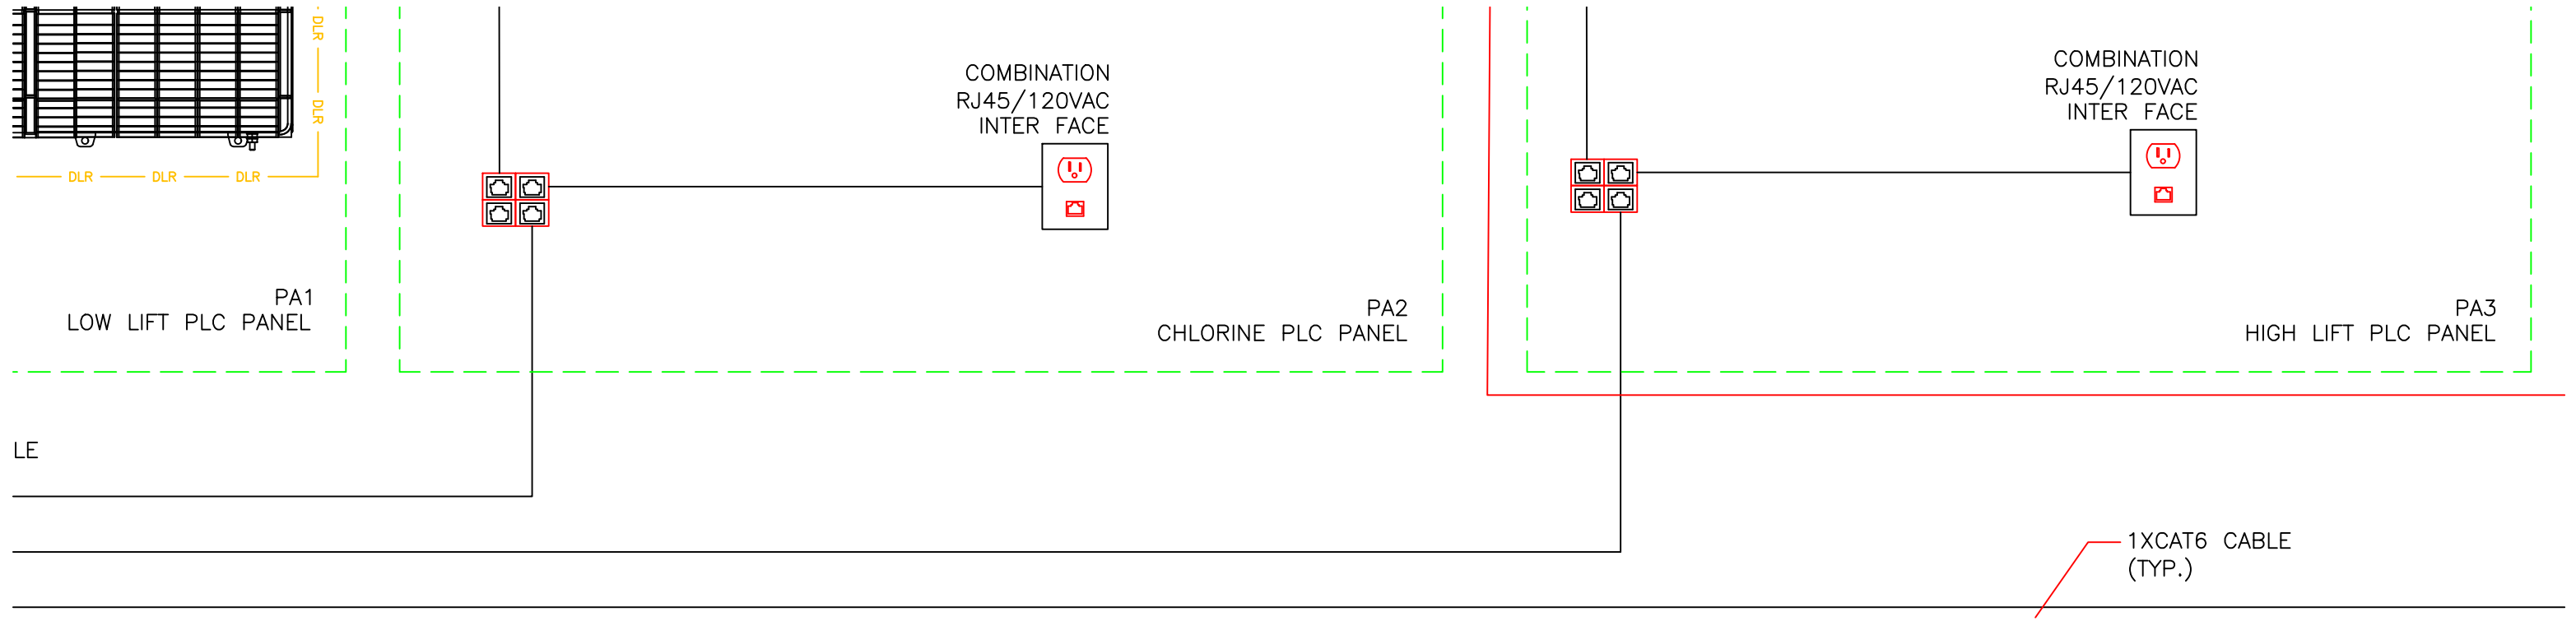 DLR
DLR
DLR DLR DLR
PA1
LOW LIFT PLC PANEL
COMBINATION
RJ45/120VAC
INTER FACE
PA2
CHLORINE PLC PANEL
COMBINATION
RJ45/120VAC
INTER FACE
PA3
HIGH LIFT PLC PANEL
LE
1XCAT6 CABLE
(TYP.)